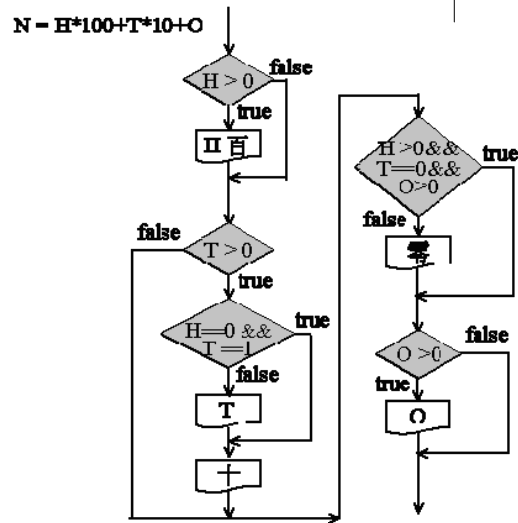 N = H*100+T*10+O
H > 0
false
true
H 百
T > 0
false
true
H==0 &&
T ==1
true
false
T
十
H >0&&
T==0&&
O>0
true
false
零
O >0
false
true
O